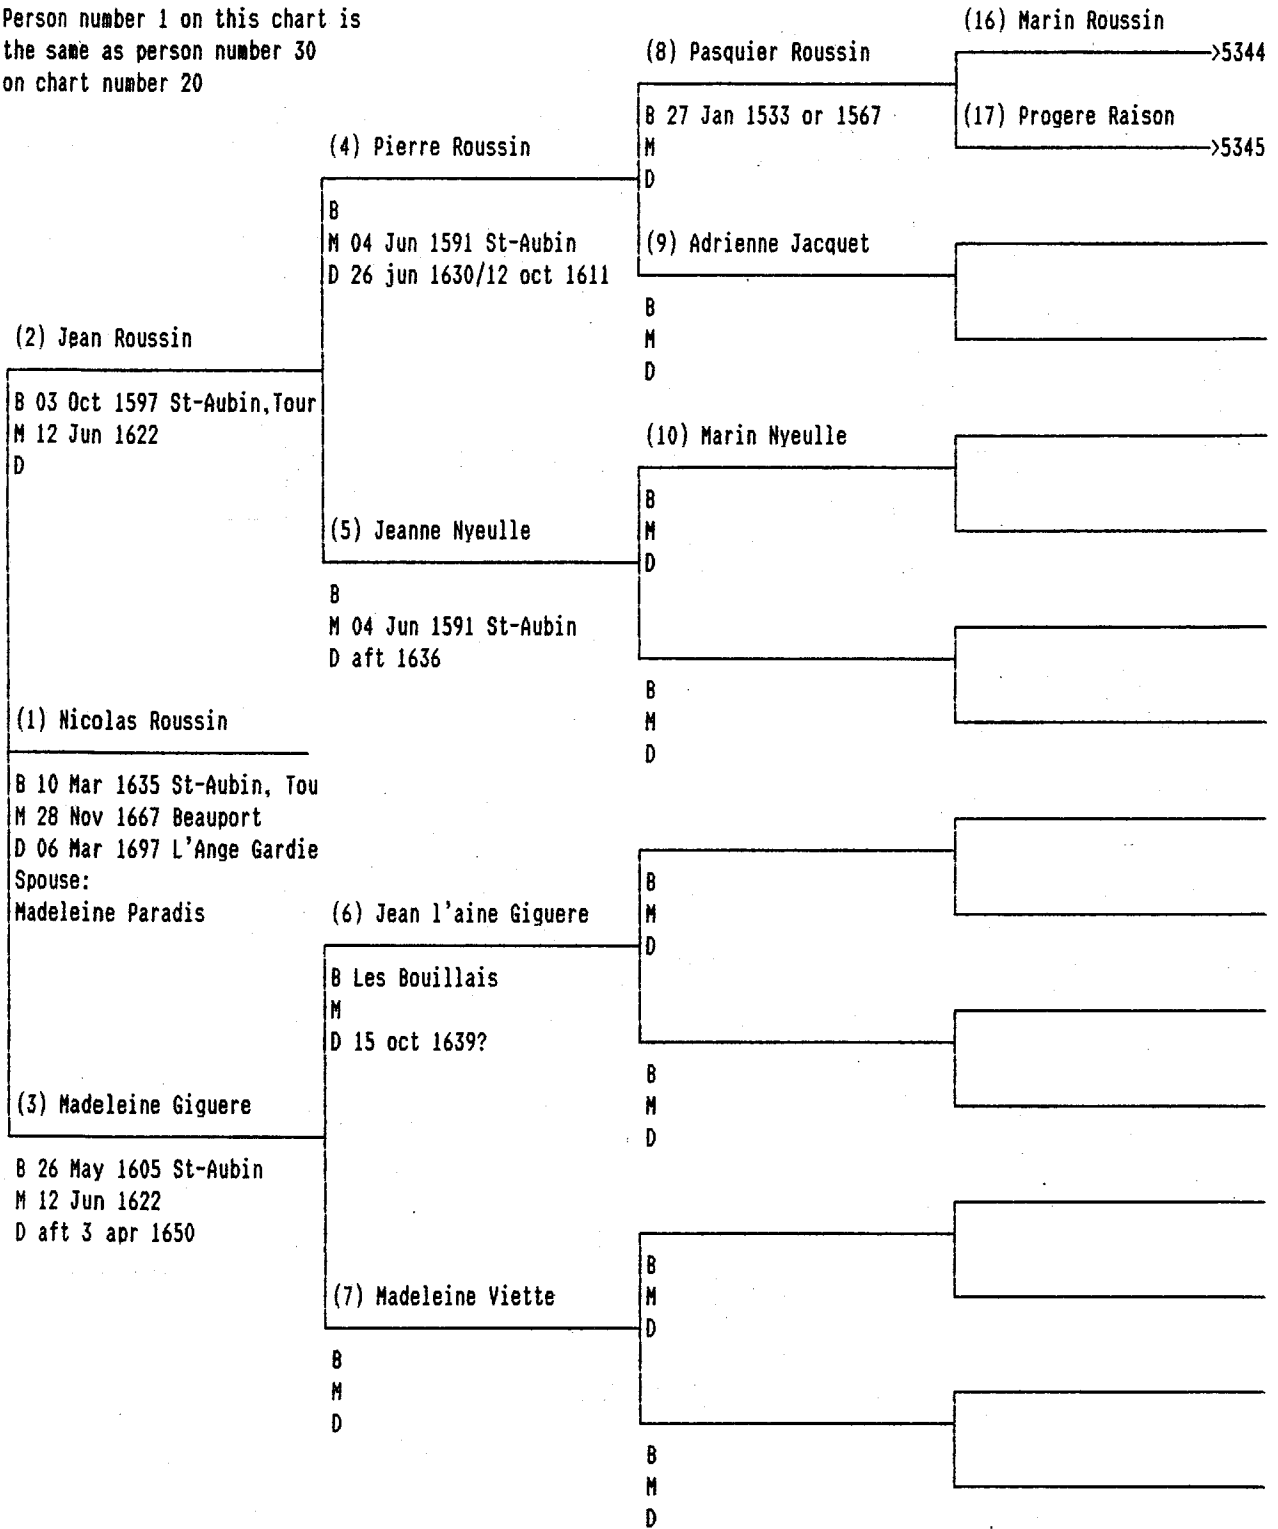 Person number 1 on this chart is
the same as person number 30
on chart number 20
(16) Marin Roussin
>5344
(8) Pasquier Roussin
B 27 Jan 1533 or 1567
M
D
(17) Progere Raison
>5345
(4) Pierre Roussin
B
M 04 Jun 1591 St-Aubin
D 26 jun 1630/12 oct 1611
(9) Adrienne Jacquet
B
M
D
(2) Jean Roussin
B 03 Oct 1597 St-Aubin,Tour
M 12 Jun 1622
D
(10) Marin Nyeulle
B
M
D
(5) Jeanne Nyeulle
B
M 04 Jun 1591 St-Aubin
D aft 1636
B
M
D
(1) Nicolas Roussin
B 10 Mar 1635 St-Aubin, Tou
M 28 Nov 1667 Beauport
D 06 Mar 1697 L'Ange Gardie
Spouse:
Madeleine Paradis
B
M
D
(6) Jean l'aine Giguere
B Les Bouillais
M
D 15 oct 1639?
B
M
D
(3) Madeleine Giguere
B 26 May 1605 St-Aubin
M 12 Jun 1622
D aft 3 apr 1650
B
M
D
(7) Madeleine Viette
B
M
D
B
M
D